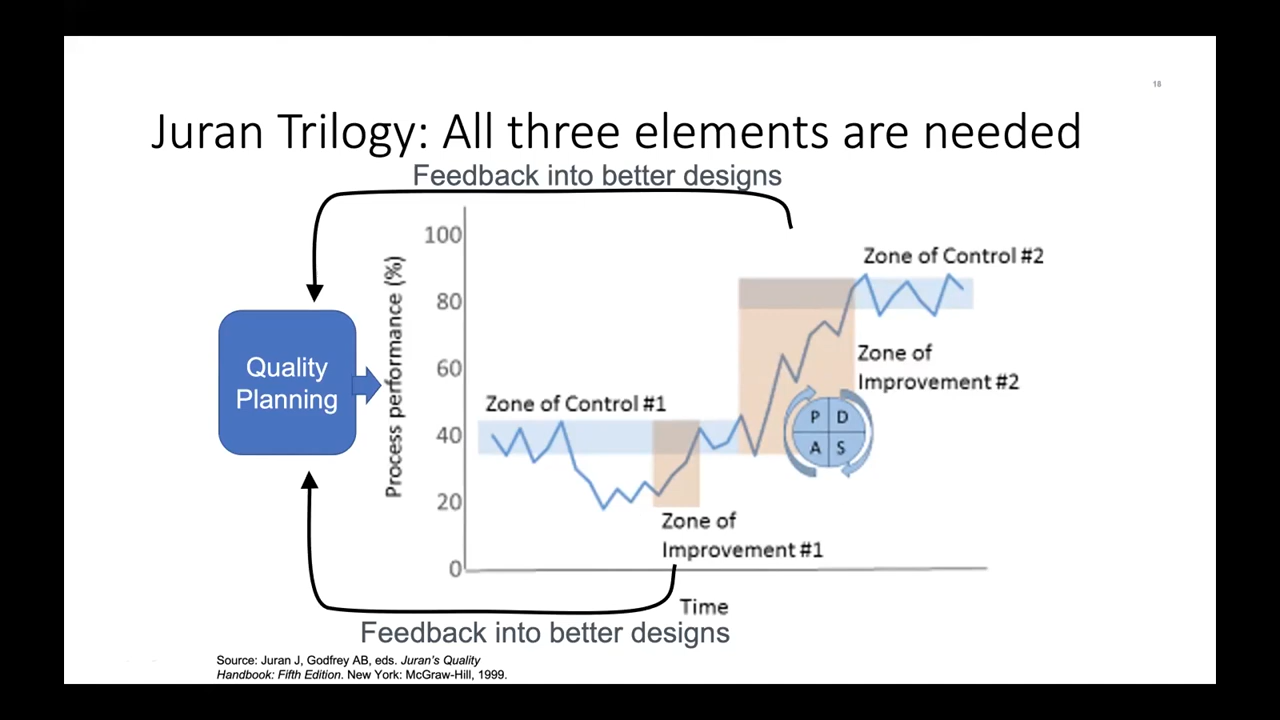 18
Juran Trilogy: All three elements are needed
Feedback into better designs
Quality
Planning
Process performance (%)
100
80
60
40
20
0
Zone of Control #1
Zone of
Improvement #1
Zone of Control #2
Zone of
Improvement #2
P D
A S
Time
Feedback into better designs
Source: Juran J, Godfrey AB, eds. Juran's Quality
Handbook: Fifth Edition. New York: McGraw-Hill, 1999.